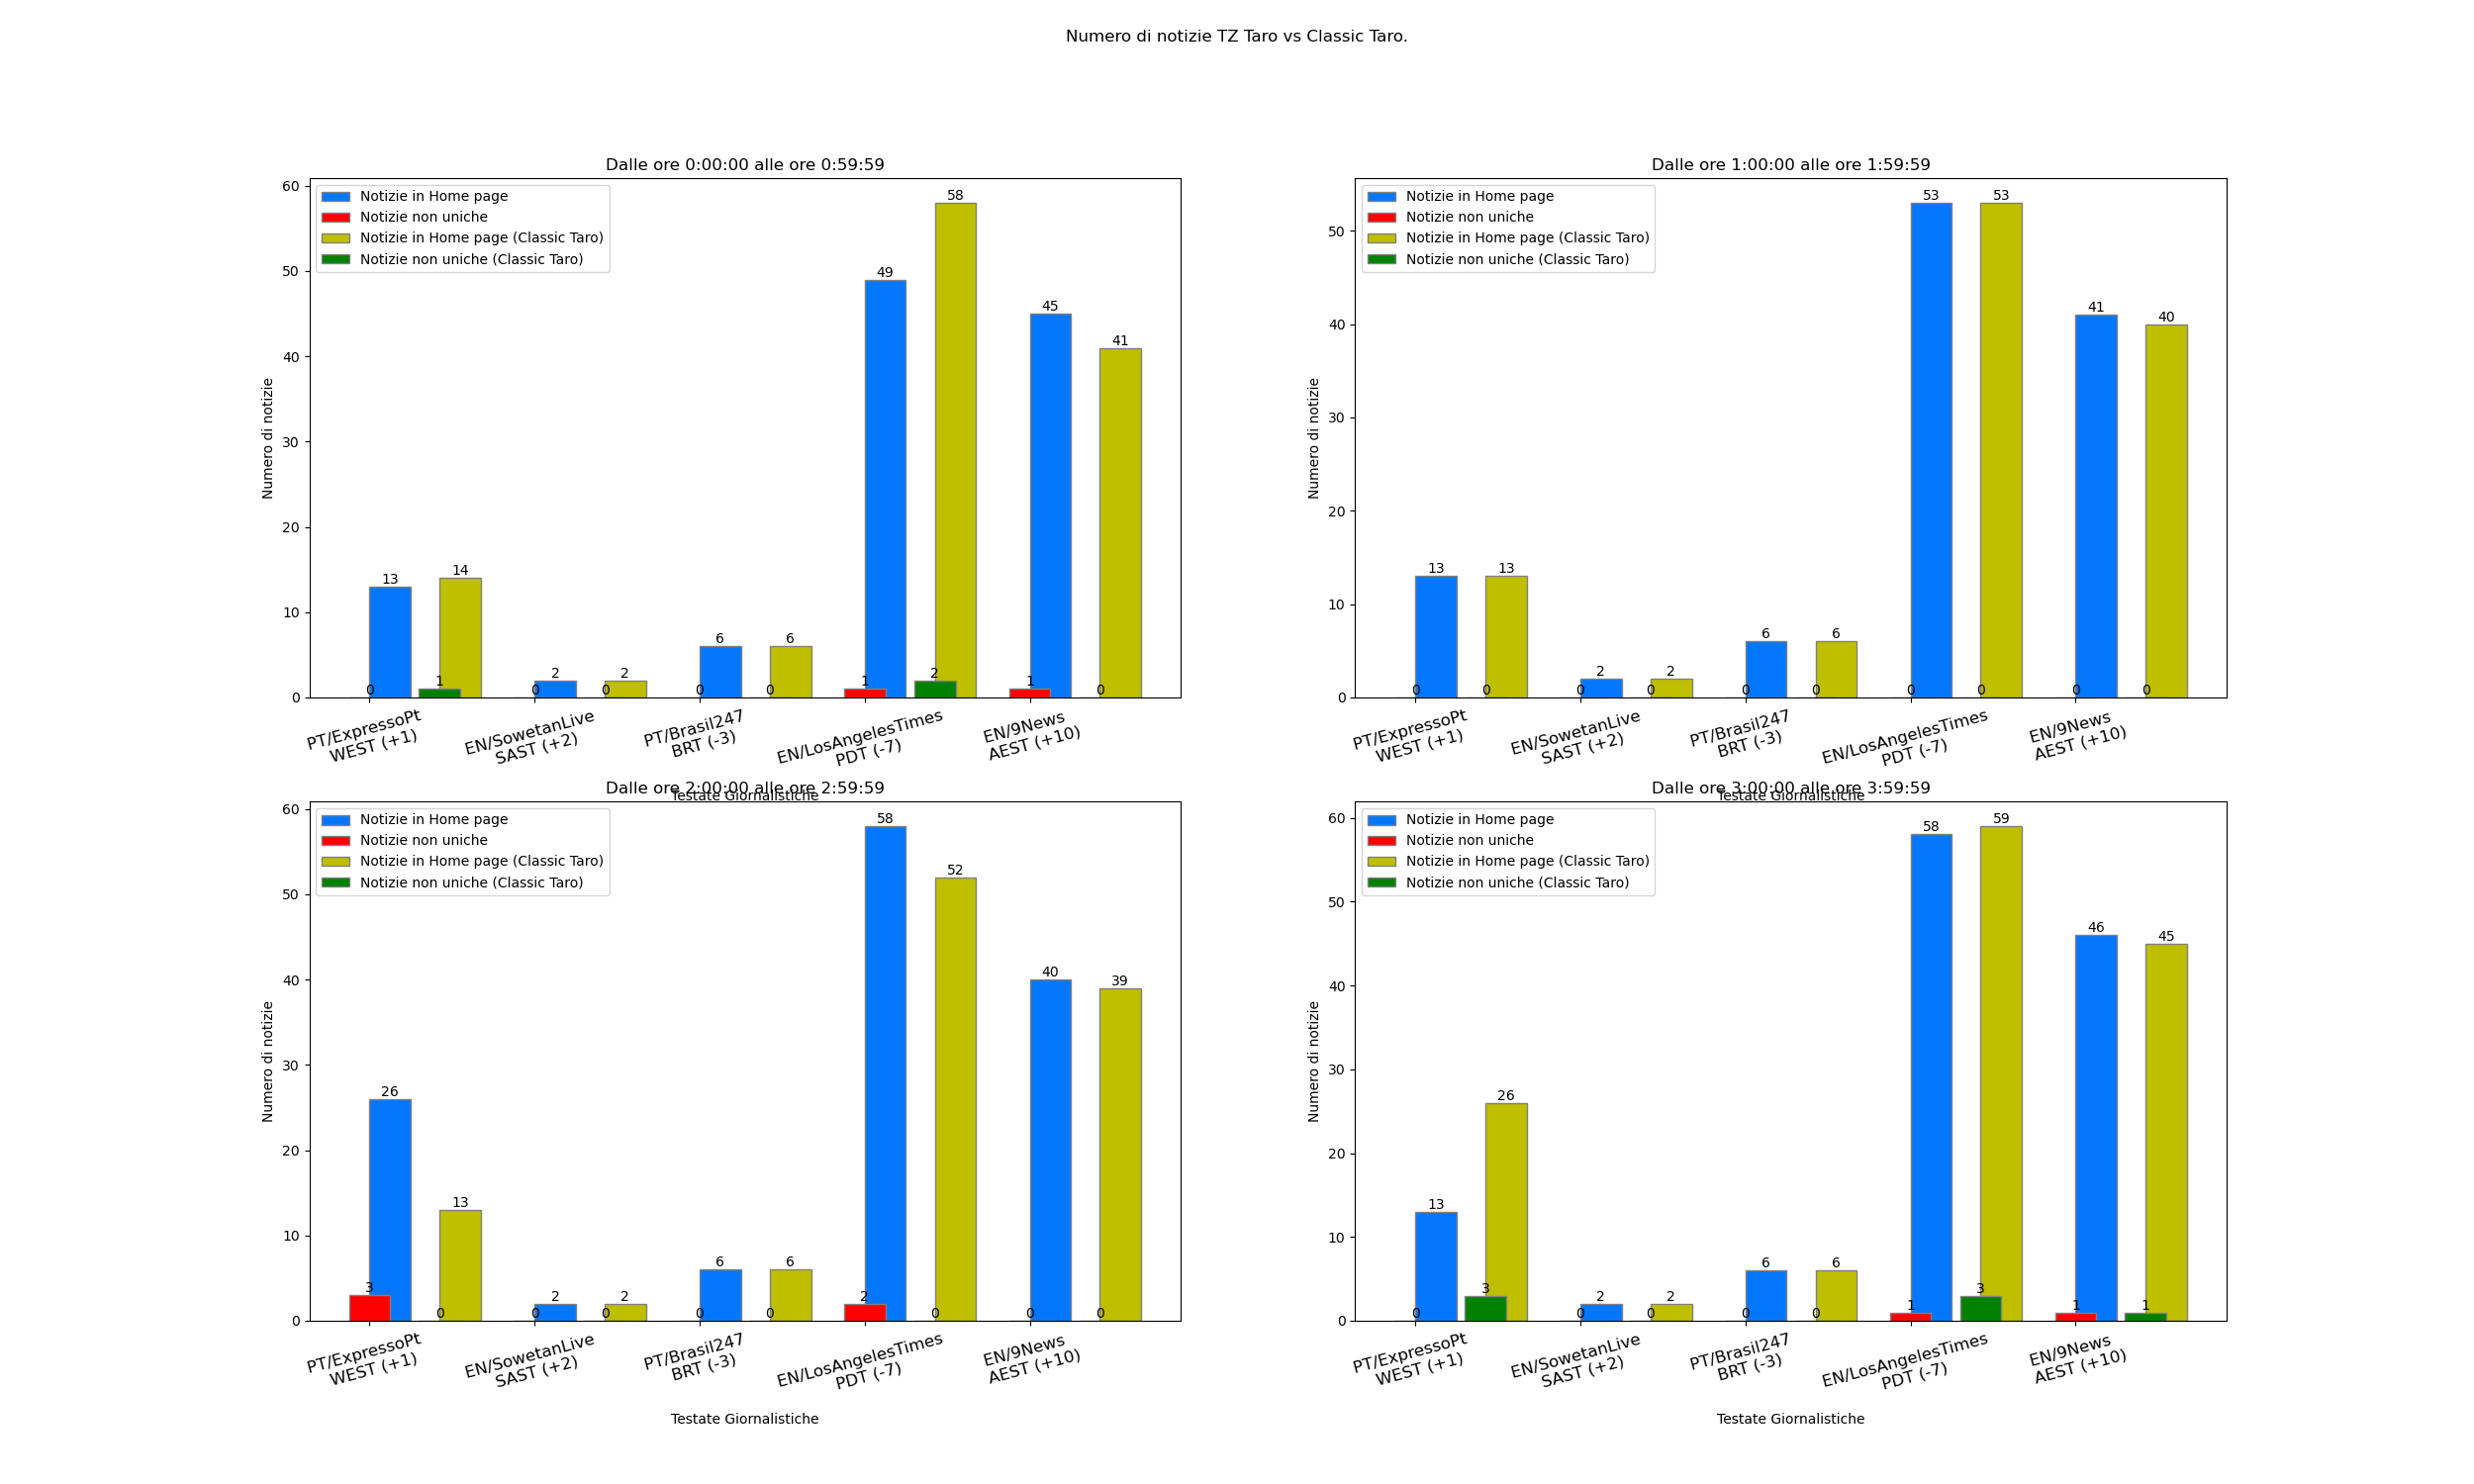 Numero di notizie TZ Taro vs Classic Taro.
Dalle ore 0:00:00 alle ore 0:59:59
Notizie in Home page
Notizie non uniche
Notizie in Home page (Classic Taro)
Notizie non uniche (Classic Taro)
Numero di notizie
60
50
40
30
20
10
0
0 13 1 14 0 2 0 2 0 6 0 6 1 49 2 58 1 45 0 41
PT/ExpressoPt
WEST (+1)
EN/SowetanLive
SAST (+2)
PT/Brasil247
BRT (-3)
EN/LosAngelesTimes
PDT (-7)
EN/9News
AEST (+10)
Testate Giornalistiche
Dalle ore 1:00:00 alle ore 1:59:59
Notizie in Home page
Notizie non uniche
Notizie in Home page (Classic Taro)
Notizie non uniche (Classic Taro)
Numero di notizie
50
40
30
20
10
0
0 13 0 13 0 2 0 2 0 6 0 6 0 53 0 53 0 41 0 40
PT/ExpressoPt
WEST (+1)
EN/SowetanLive
SAST (+2)
PT/Brasil247
BRT (-3)
EN/LosAngelesTimes
PDT (-7)
EN/9News
AEST (+10)
Testate Giornalistiche
Dalle ore 2:00:00 alle ore 2:59:59
Notizie in Home page
Notizie non uniche
Notizie in Home page (Classic Taro)
Notizie non uniche (Classic Taro)
Numero di notizie
60
50
40
30
20
10
0
3 26 0 13 0 2 0 2 0 6 0 6 2 58 0 52 0 40 0 39
PT/ExpressoPt
WEST (+1)
EN/SowetanLive
SAST (+2)
PT/Brasil247
BRT (-3)
EN/LosAngelesTimes
PDT (-7)
EN/9News
AEST (+10)
Testate Giornalistiche
Dalle ore 3:00:00 alle ore 3:59:59
Notizie in Home page
Notizie non uniche
Notizie in Home page (Classic Taro)
Notizie non uniche (Classic Taro)
Numero di notizie
60
50
40
30
20
10
0
0 13 3 26 0 2 0 2 0 6 0 6 1 58 3 59 1 46 1 45
PT/ExpressoPt
WEST (+1)
EN/SowetanLive
SAST (+2)
PT/Brasil247
BRT (-3)
EN/LosAngelesTimes
PDT (-7)
EN/9News
AEST (+10)
Testate Giornalistiche